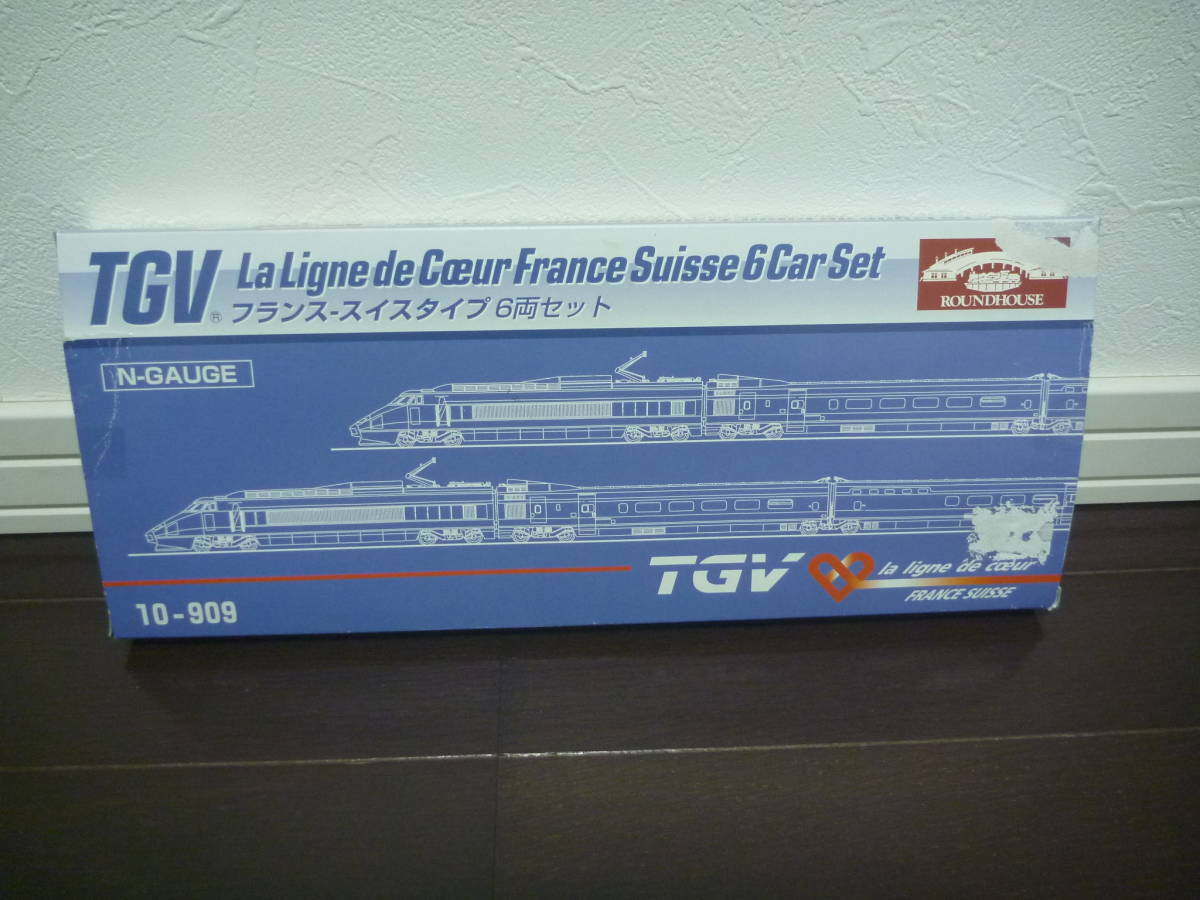 TGV® La Ligne de Cœur France Suisse 6 Car Set
フランス-スイスタイプ 6両セット
ROUNDHOUSE
N-GAUGE
TGV la ligne de cœur
FRANCE SUISSE
10-909